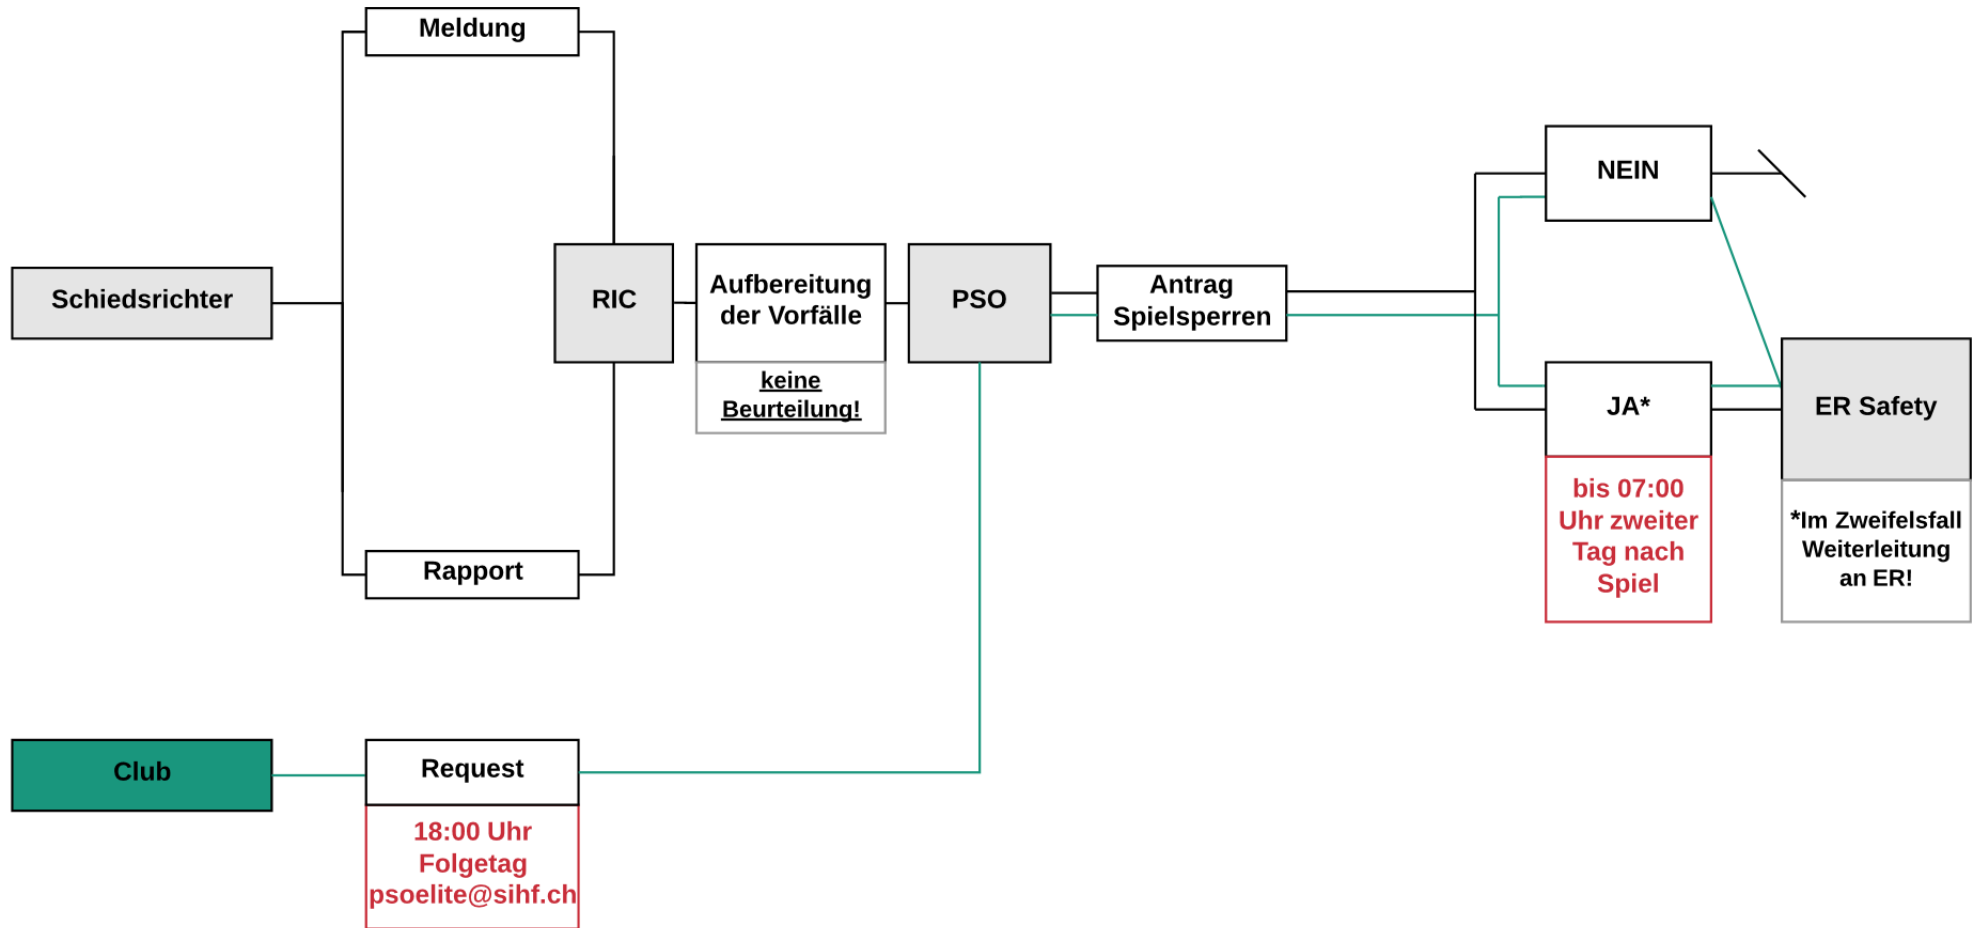 Meldung
Schiedsrichter
RIC
Aufbereitung
der Vorfälle
keine
Beurteilung!
PSO
Antrag
Spielsperren
NEIN
JA*
bis 07:00
Uhr zweiter
Tag nach
Spiel
ER Safety
*Im Zweifelsfall
Weiterleitung
an ER!
Rapport
Club
Request
18:00 Uhr
Folgetag
psoelite@sihf.ch